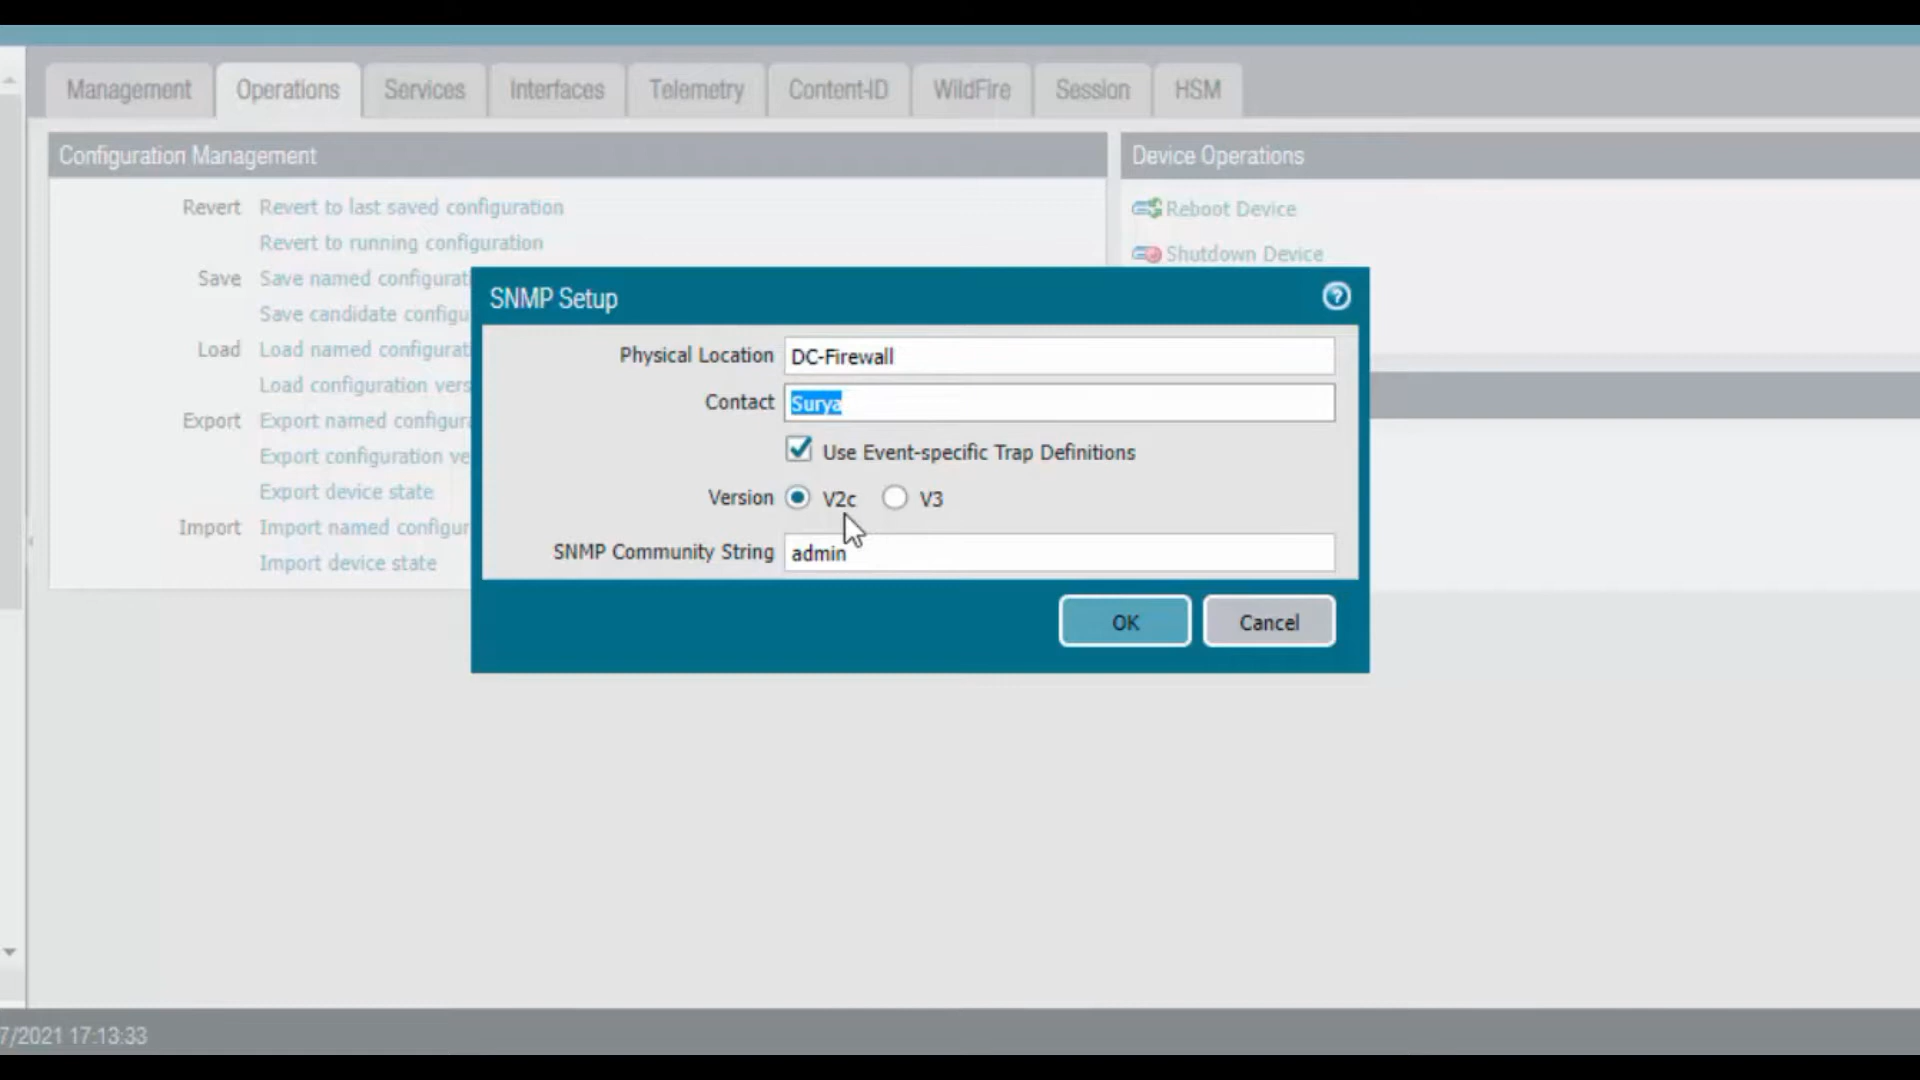 Management Operations Services Interfaces Telemetry Content-ID WildFire Session HSM
Configuration Management
Revert Revert to last saved configuration
Revert to running configuration
Save Save named configurati
Save candidate configu
Load Load named configurat
Load configuration vers
Export Export named configura
Export configuration ve
Export device state
Import Import named configur
Import device state
Device Operations
Reboot Device
Shutdown Device
SNMP Setup
Physical Location DC-Firewall
Contact Surya
Use Event-specific Trap Definitions
Version V2c V3
SNMP Community String admin
OK Cancel
7/2021 17:13:33